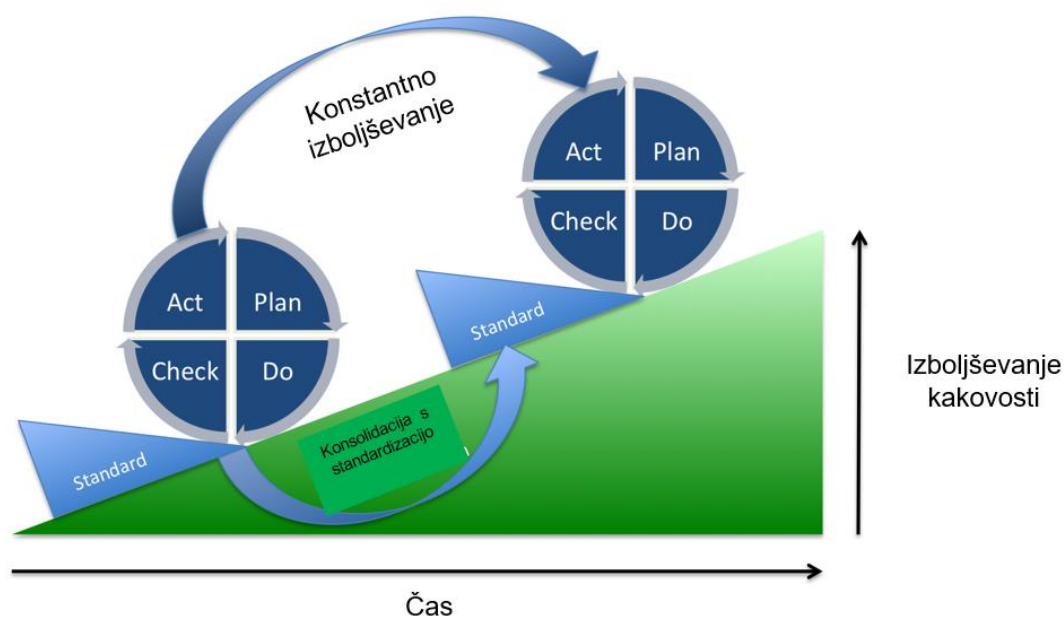 Konstantno
izboljševanje
Act
Plan
Check
Do
Standard
Act
Plan
Check
Do
Standard
Konsolidacija s
standardizacijo
Izboljševanje
kakovosti
Čas